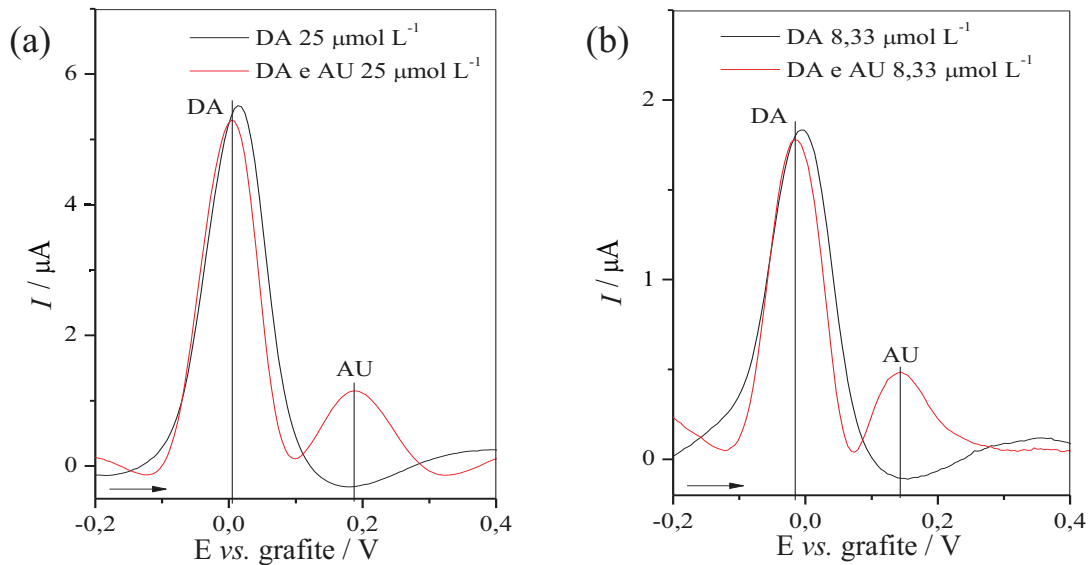 (a)
DA 25 μmol L⁻¹
DA e AU 25 μmol L⁻¹
DA
AU
6
4
2
0
I / μA
-0,2
0,0
0,2
0,4
E vs. grafite / V
(b)
DA 8,33 μmol L⁻¹
DA e AU 8,33 μmol L⁻¹
DA
AU
2
1
0
I / μA
-0,2
0,0
0,2
0,4
E vs. grafite / V